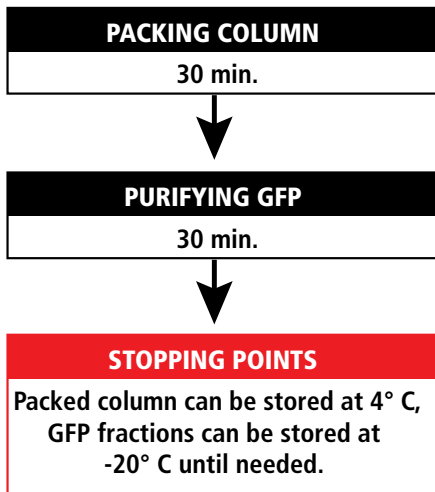 PACKING COLUMN
30 min.
PURIFYING GFP
30 min.
STOPPING POINTS
Packed column can be stored at 4° C,
GFP fractions can be stored at
-20° C until needed.